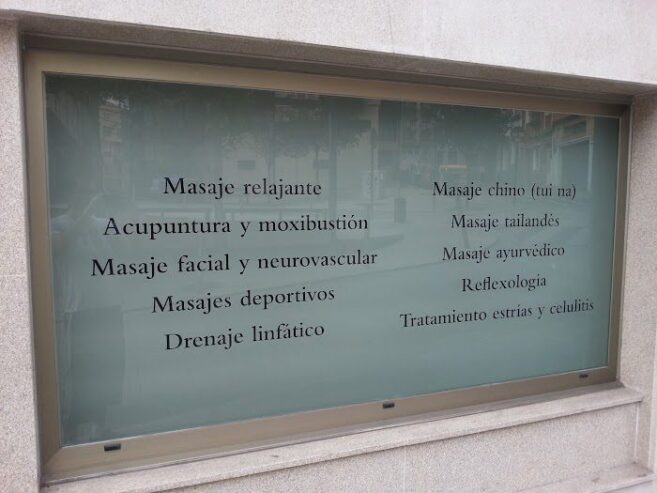 Masaje relajante
Acupuntura y moxibustión
Masaje facial y neurovascular
Masajes deportivos
Drenaje linfático
Masaje chino (tui na)
Masaje tailandés
Masaje ayurvédico
Reflexología
Tratamiento estrías y celulitis